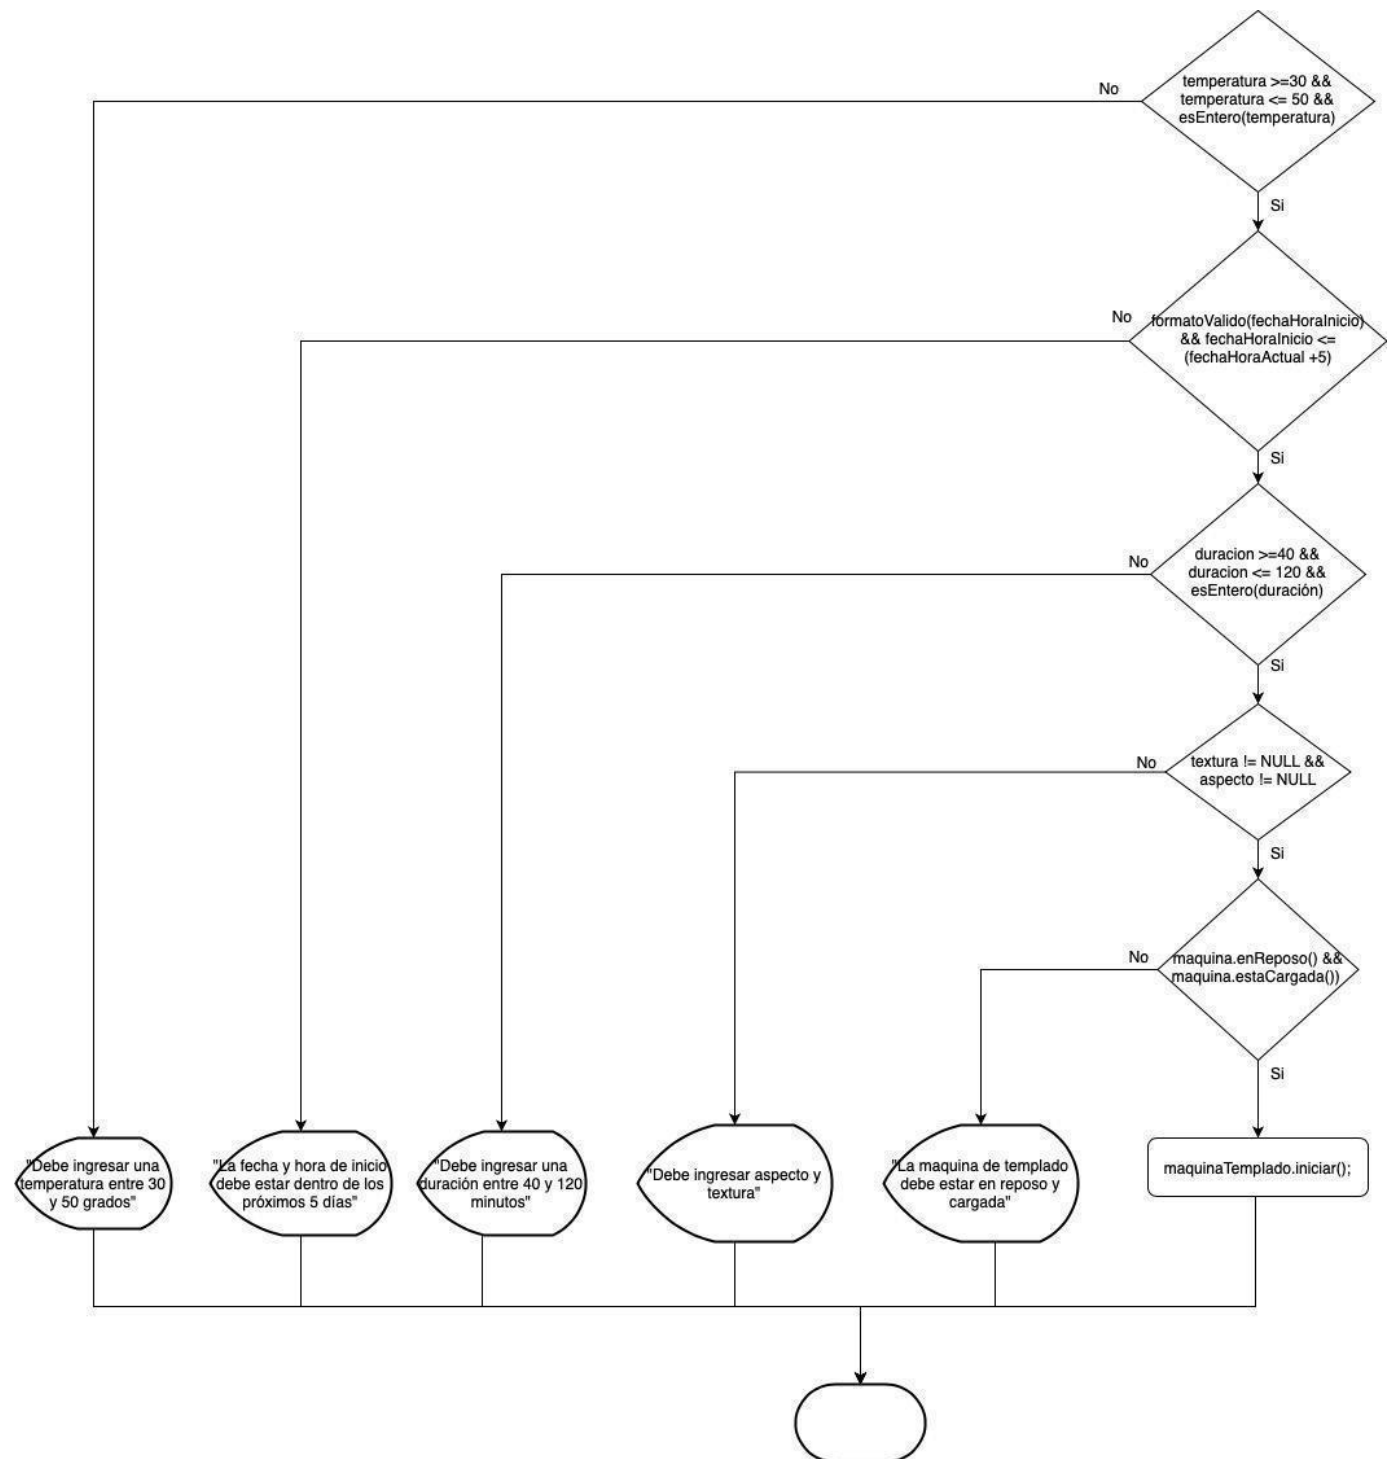 temperatura >=30 &&
temperatura <= 50 &&
esEntero(temperatura)
No
Si
formatoValido(fechaHoraInicio)
&& fechaHoraInicio <=
(fechaHoraActual +5)
No
Si
duracion >=40 &&
duracion <= 120 &&
esEntero(duración)
No
Si
textura != NULL &&
aspecto != NULL
No
Si
maquina.enReposo() &&
maquina.estaCargada())
No
Si
"Debe ingresar una
temperatura entre 30
y 50 grados"
"La fecha y hora de inicio
debe estar dentro de los
próximos 5 días"
"Debe ingresar una
duración entre 40 y 120
minutos"
"Debe ingresar aspecto y
textura"
"La maquina de templado
debe estar en reposo y
cargada"
maquinaTemplado.iniciar();